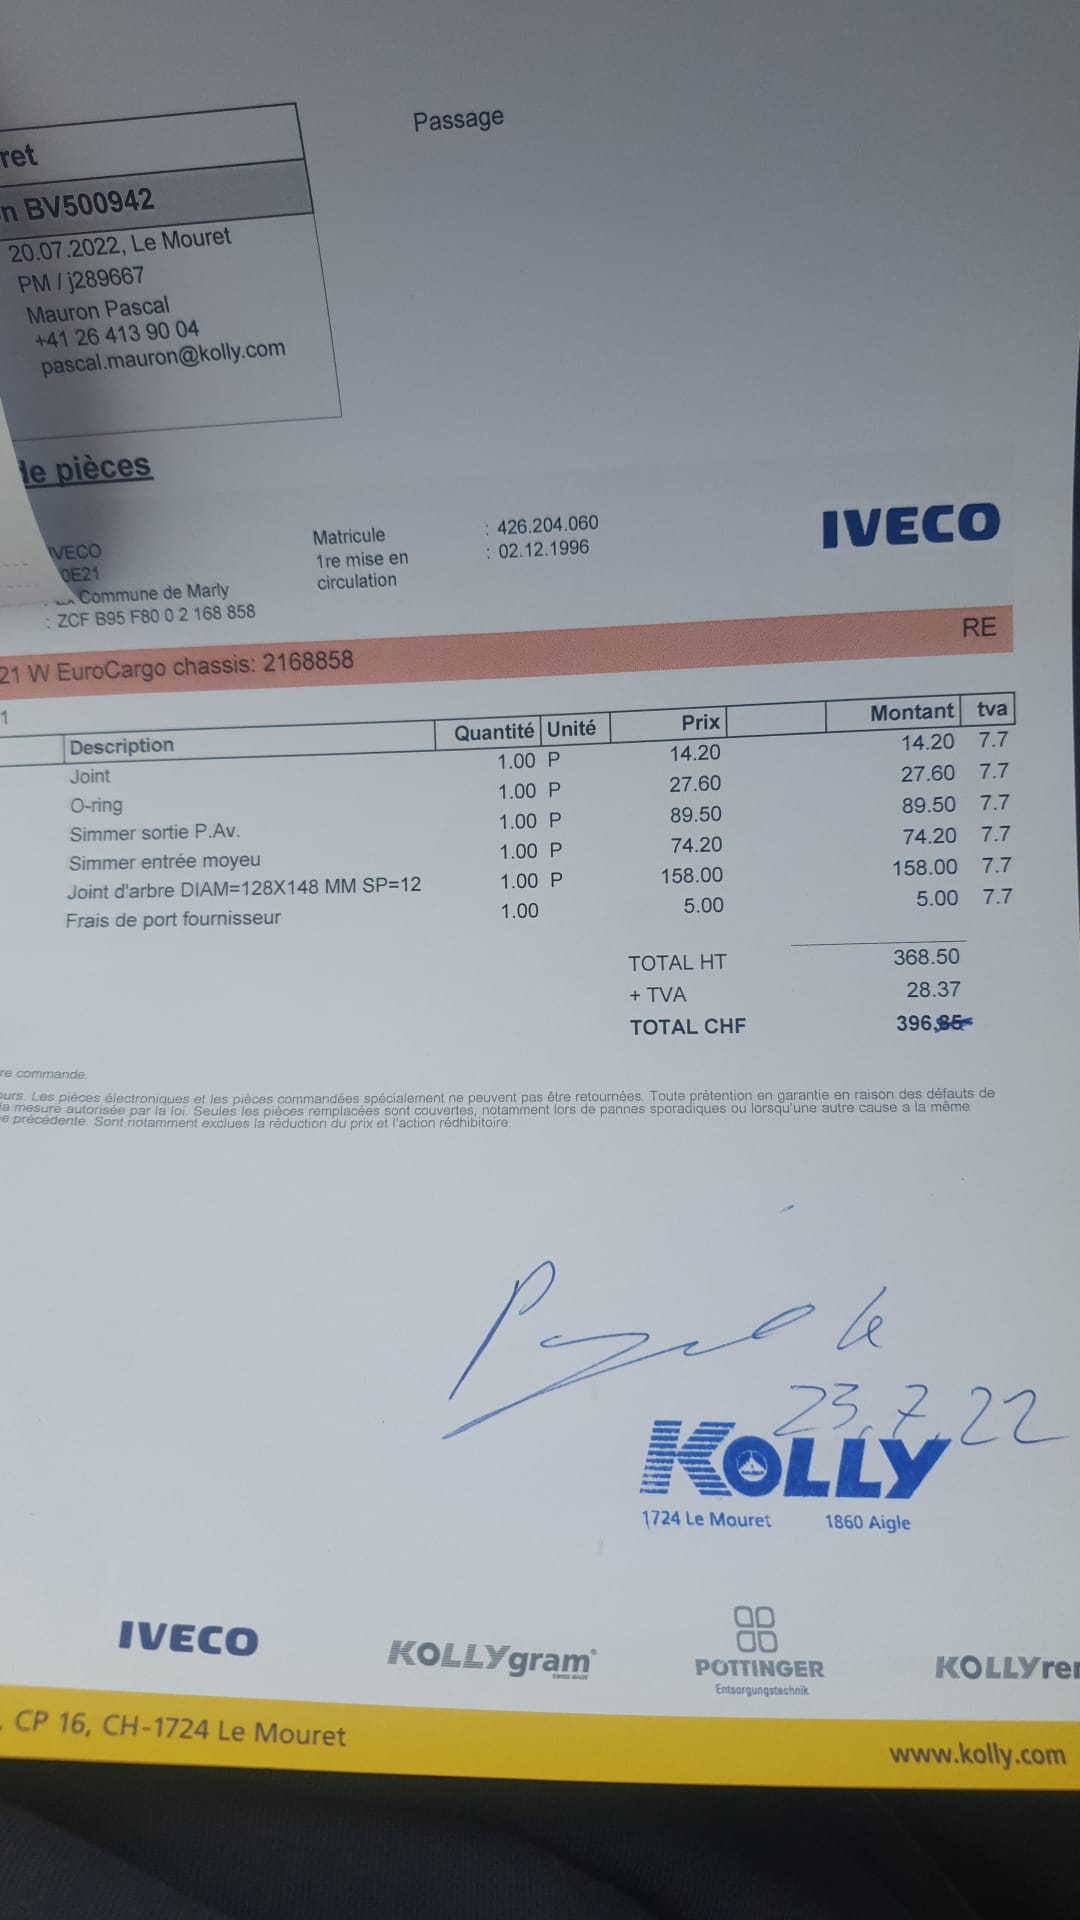 Passage
ret
n BV500942
20.07.2022, Le Mouret
PM / j289667
Mauron Pascal
+41 26 413 90 04
pascal.mauron@kolly.com
de pièces
IVECO
IVECO
0E21
Commune de Marly
: ZCF B95 F80 0 2 168 858
Matricule : 426.204.060
1re mise en : 02.12.1996
circulation
21 W EuroCargo chassis: 2168858 RE
1
Description Quantité Unité Prix Montant tva
Joint 1.00 P 14.20 14.20 7.7
O-ring 1.00 P 27.60 27.60 7.7
Simmer sortie P.Av. 1.00 P 89.50 89.50 7.7
Simmer entrée moyeu 1.00 P 74.20 74.20 7.7
Joint d'arbre DIAM=128X148 MM SP=12 1.00 P 158.00 158.00 7.7
Frais de port fournisseur 1.00 5.00 5.00 7.7
TOTAL HT 368.50
+ TVA 28.37
TOTAL CHF 396.85
re commande.
ours. Les pièces électroniques et les pièces commandées spécialement ne peuvent pas être retournées. Toute prétention en garantie en raison des défauts de
la mesure autorisée par la loi. Seules les pièces remplacées sont couvertes, notamment lors de pannes sporadiques ou lorsqu'une autre cause a la même
e précédente. Sont notamment exclues la réduction du prix et l'action rédhibitoire.
le
23.7.22
KOLLY
1724 Le Mouret 1860 Aigle
IVECO
KOLLYgram
SWISS MADE
PÖTTINGER
Entsorgungstechnik
KOLLYre
, CP 16, CH-1724 Le Mouret
www.kolly.com